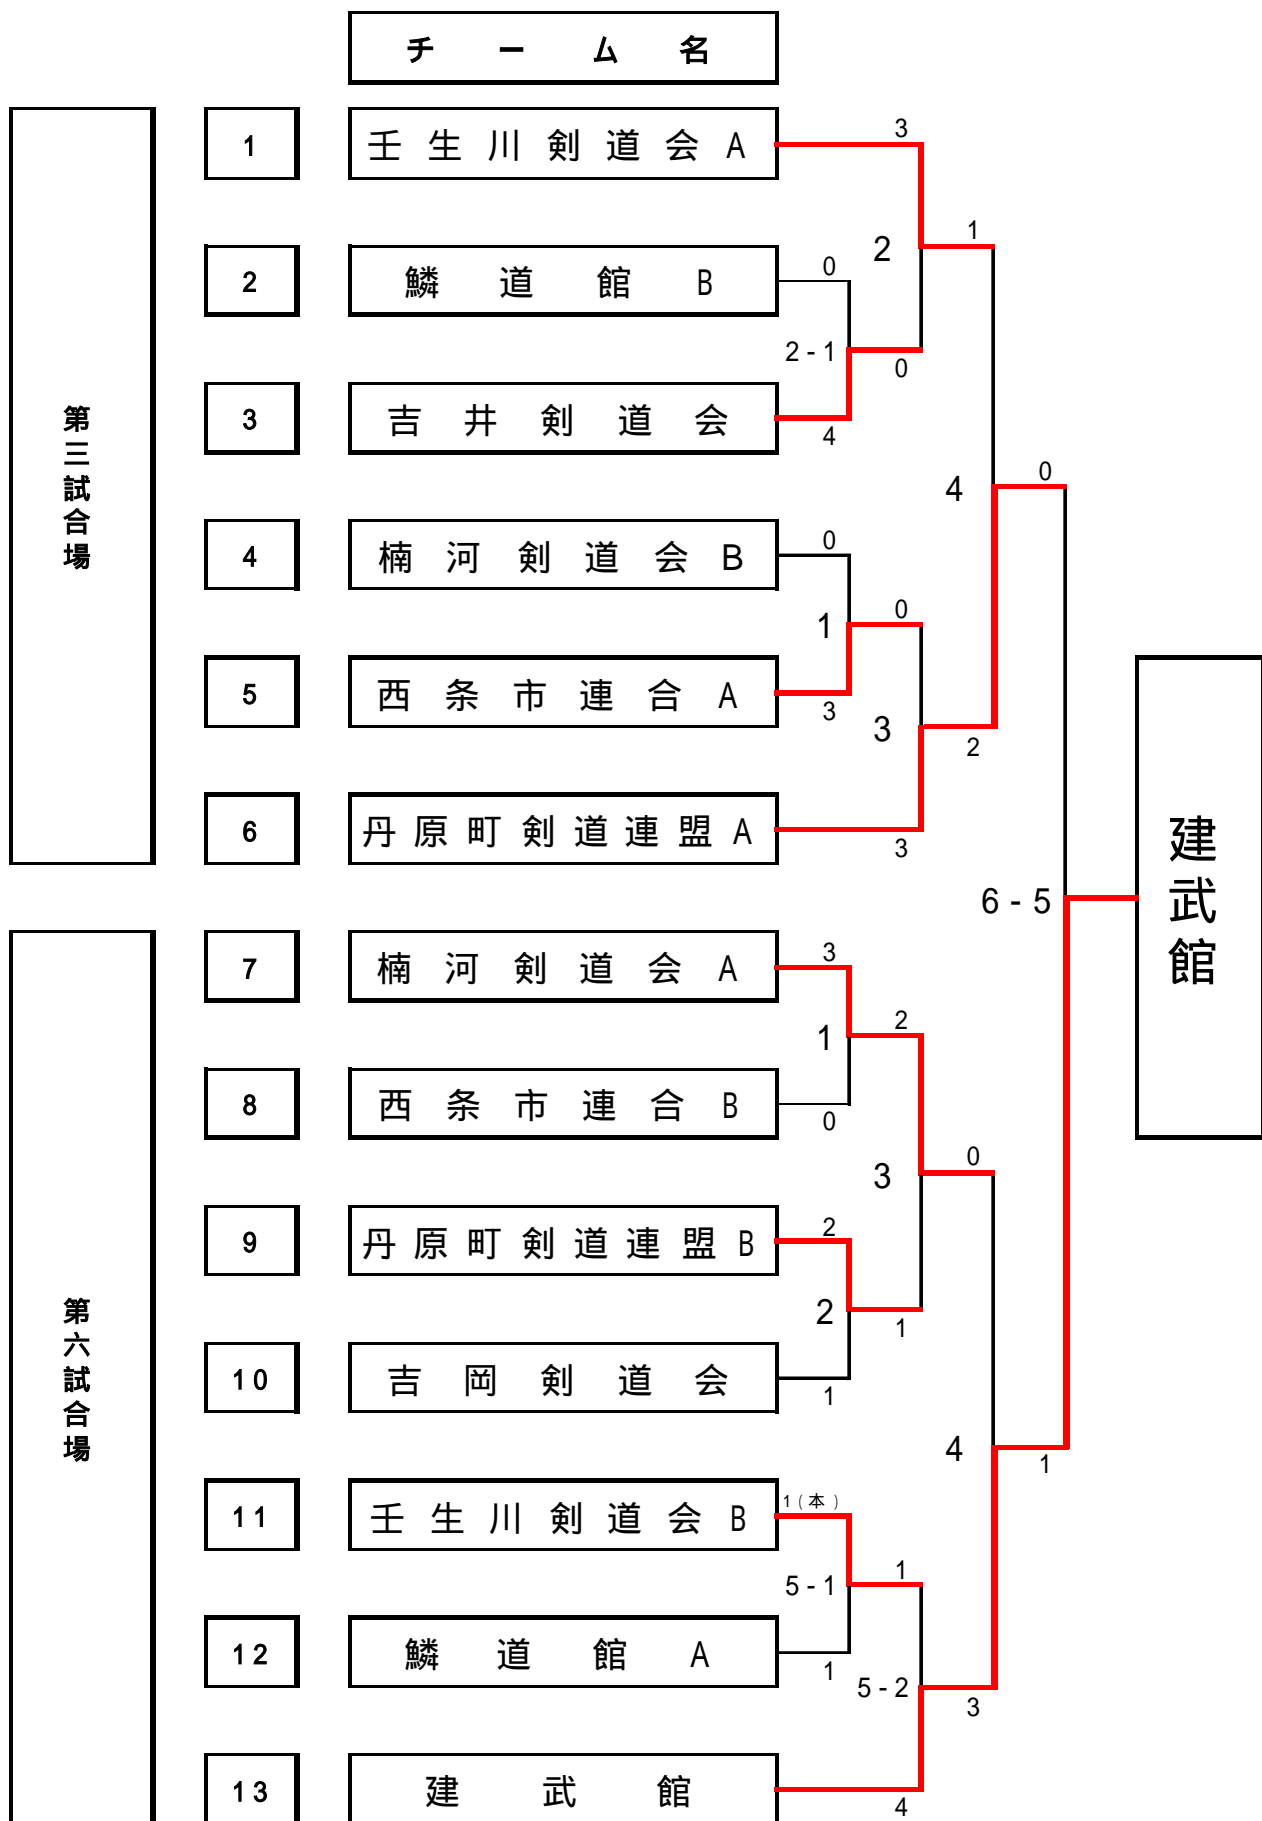 チーム名
第三試合場
1 壬生川剣道会A 3
2 鱗道館B 0
3 吉井剣道会 4
2-1
0
2
1
4 楠河剣道会B 0
5 西条市連合A 3
1
0
6 丹原町剣道連盟A 3
3
2
4
0
第六試合場
7 楠河剣道会A 3
8 西条市連合B 0
1
2
9 丹原町剣道連盟B 2
10 吉岡剣道会 1
2
1
3
0
11 壬生川剣道会B 1(本)
12 鱗道館A 1
5-1
1
13 建武館 4
5-2
3
4
1
6-5
建武館